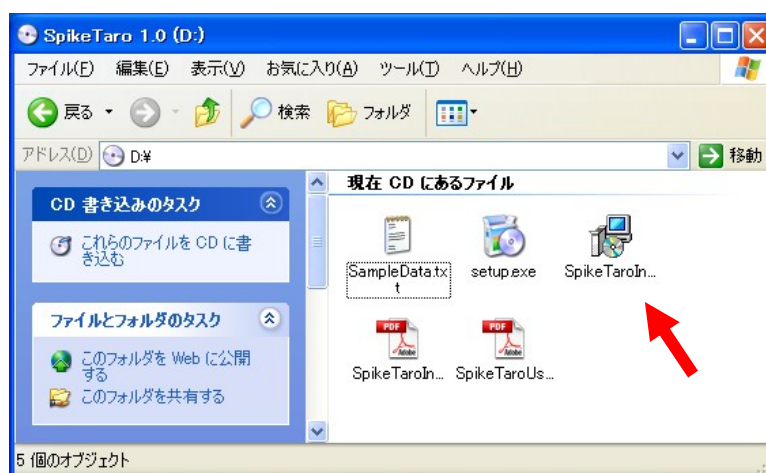 SpikeTaro 1.0 (D:)
ファイル(F) 編集(E) 表示(V) お気に入り(A) ツール(T) ヘルプ(H)
戻る 検索 フォルダ
アドレス(D) D:¥ 移動
CD 書き込みのタスク
これらのファイルを CD に書
き込む
ファイルとフォルダのタスク
このフォルダを Web に公開
する
このフォルダを共有する
現在 CD にあるファイル
SampleData.tx
t
setup.exe
SpikeTaroIn...
PDF
Adobe
SpikeTaroIn...
PDF
Adobe
SpikeTaroUs...
5 個のオブジェクト